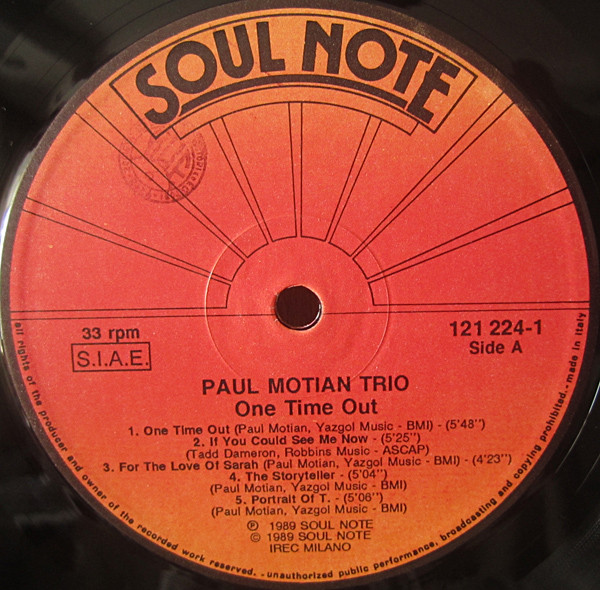 SOUL NOTE
33 rpm
S.I.A.E.
121 224-1
Side A
PAUL MOTIAN TRIO
One Time Out
1. One Time Out (Paul Motian, Yazgol Music - BMI) - (5'48'')
2. If You Could See Me Now - (5'25'')
(Tadd Dameron, Robbins Music - ASCAP)
3. For The Love Of Sarah (Paul Motian, Yazgol Music - BMI) - (4'23'')
4. The Storyteller - (5'04'')
(Paul Motian, Yazgol Music - BMI)
5. Portrait Of T. - (5'06'')
(Paul Motian, Yazgol Music - BMI)
℗ 1989 SOUL NOTE
© 1989 SOUL NOTE
IREC MILANO
all rights of the producer and owner of the recorded work reserved. - unauthorized public performance, broadcasting and copying prohibited. - made in Italy